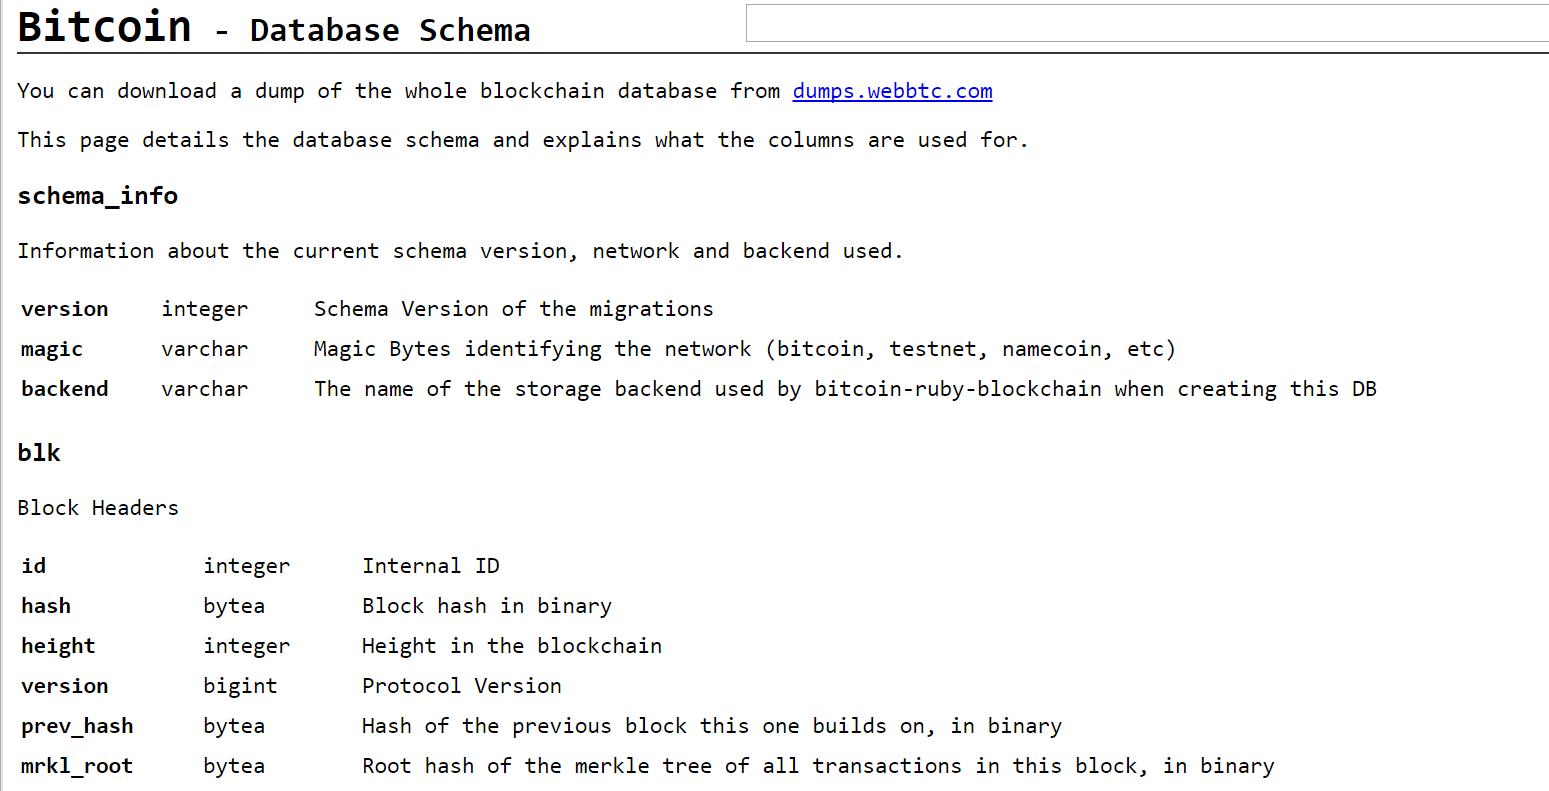 Bitcoin - Database Schema
You can download a dump of the whole blockchain database from dumps.webbtc.com
This page details the database schema and explains what the columns are used for.
schema_info
Information about the current schema version, network and backend used.
version integer Schema Version of the migrations
magic varchar Magic Bytes identifying the network (bitcoin, testnet, namecoin, etc)
backend varchar The name of the storage backend used by bitcoin-ruby-blockchain when creating this DB
blk
Block Headers
id integer Internal ID
hash bytea Block hash in binary
height integer Height in the blockchain
version bigint Protocol Version
prev_hash bytea Hash of the previous block this one builds on, in binary
mrkl_root bytea Root hash of the merkle tree of all transactions in this block, in binary